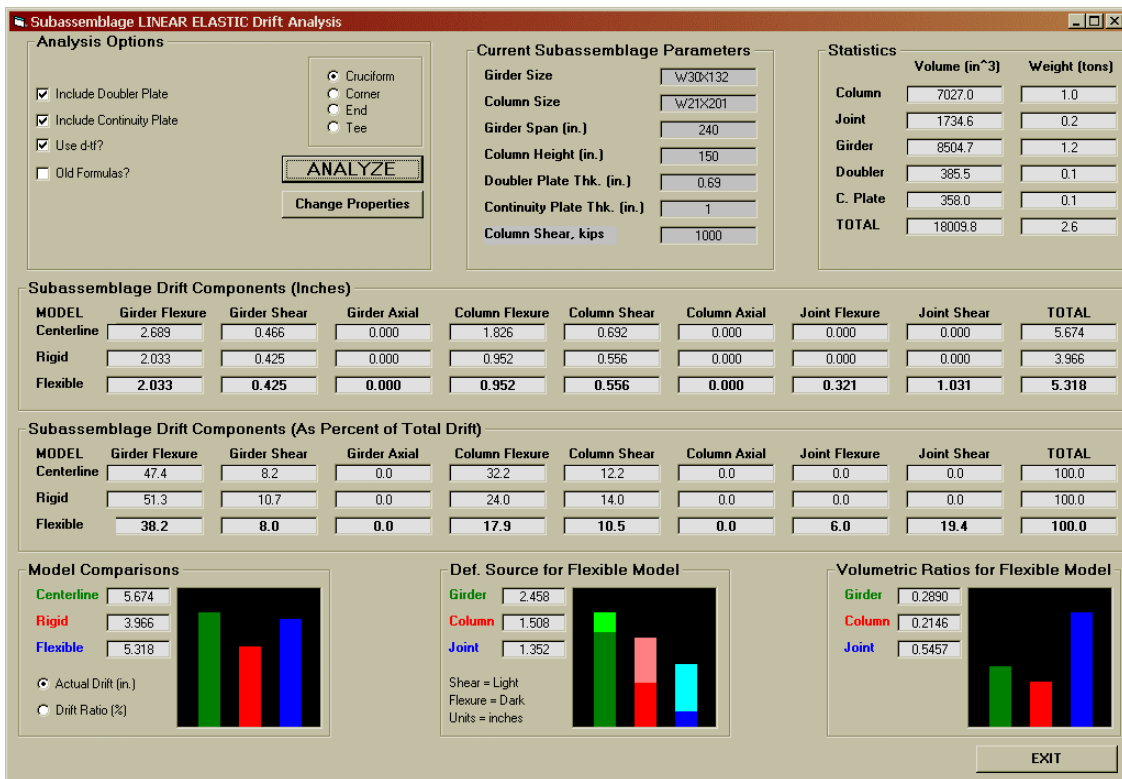 Subassemblage LINEAR ELASTIC Drift Analysis
Analysis Options
Include Doubler Plate
Include Continuity Plate
Use d-tf?
Old Formulas?
Cruciform
Corner
End
Tee
ANALYZE
Change Properties
Current Subassemblage Parameters
Girder Size W30X132
Column Size W21X201
Girder Span (in.) 240
Column Height (in.) 150
Doubler Plate Thk. (in.) 0.69
Continuity Plate Thk. (in.) 1
Column Shear, kips 1000
Statistics
Volume (in^3) Weight (tons)
Column 7027.0 1.0
Joint 1734.6 0.2
Girder 8504.7 1.2
Doubler 385.5 0.1
C. Plate 358.0 0.1
TOTAL 18009.8 2.6
Subassemblage Drift Components (Inches)
MODEL Girder Flexure Girder Shear Girder Axial Column Flexure Column Shear Column Axial Joint Flexure Joint Shear TOTAL
Centerline 2.689 0.466 0.000 1.826 0.692 0.000 0.000 0.000 5.674
Rigid 2.033 0.425 0.000 0.952 0.556 0.000 0.000 0.000 3.966
Flexible 2.033 0.425 0.000 0.952 0.556 0.000 0.321 1.031 5.318
Subassemblage Drift Components (As Percent of Total Drift)
MODEL Girder Flexure Girder Shear Girder Axial Column Flexure Column Shear Column Axial Joint Flexure Joint Shear TOTAL
Centerline 47.4 8.2 0.0 32.2 12.2 0.0 0.0 0.0 100.0
Rigid 51.3 10.7 0.0 24.0 14.0 0.0 0.0 0.0 100.0
Flexible 38.2 8.0 0.0 17.9 10.5 0.0 6.0 19.4 100.0
Model Comparisons
Centerline 5.674
Rigid 3.966
Flexible 5.318
Actual Drift (in.)
Drift Ratio (%)
Def. Source for Flexible Model
Girder 2.458
Column 1.508
Joint 1.352
Shear = Light
Flexure = Dark
Units = inches
Volumetric Ratios for Flexible Model
Girder 0.2890
Column 0.2146
Joint 0.5457
EXIT